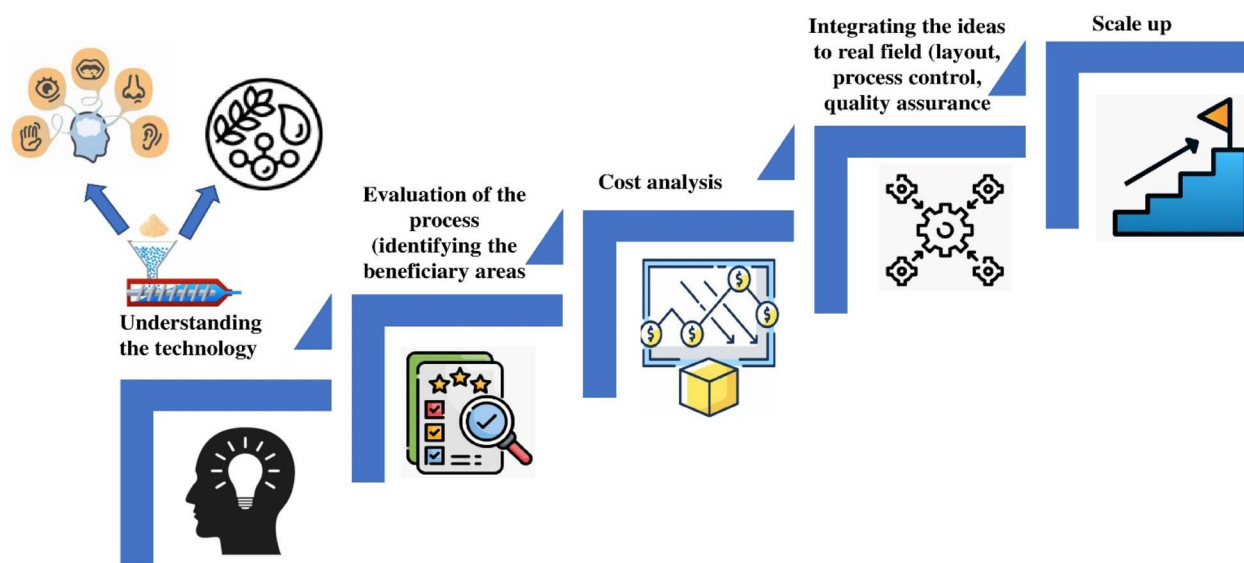 Understanding
the technology
Evaluation of the
process
(identifying the
beneficiary areas
Cost analysis
$
$
$
$
Integrating the ideas
to real field (layout,
process control,
quality assurance
Scale up